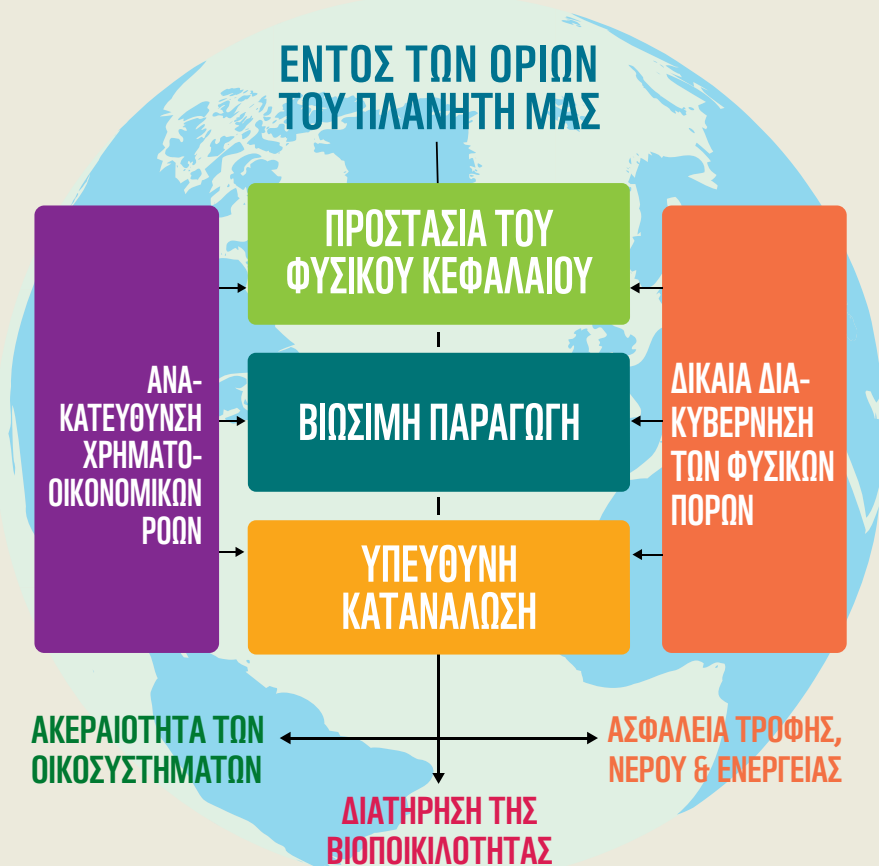 ΕΝΤΟΣ ΤΩΝ ΟΡΙΩΝ
ΤΟΥ ΠΛΑΝΗΤΗ ΜΑΣ
ΠΡΟΣΤΑΣΙΑ ΤΟΥ
ΦΥΣΙΚΟΥ ΚΕΦΑΛΑΙΟΥ
ΑΝΑ-
ΚΑΤΕΥΘΥΝΣΗ
ΧΡΗΜΑΤΟ-
ΟΙΚΟΝΟΜΙΚΩΝ
ΡΟΩΝ
ΒΙΩΣΙΜΗ ΠΑΡΑΓΩΓΗ
ΔΙΚΑΙΑ ΔΙΑ-
ΚΥΒΕΡΝΗΣΗ
ΤΩΝ ΦΥΣΙΚΩΝ
ΠΟΡΩΝ
ΥΠΕΥΘΥΝΗ
ΚΑΤΑΝΑΛΩΣΗ
ΑΚΕΡΑΙΟΤΗΤΑ ΤΩΝ
ΟΙΚΟΣΥΣΤΗΜΑΤΩΝ
ΑΣΦΑΛΕΙΑ ΤΡΟΦΗΣ,
ΝΕΡΟΥ & ΕΝΕΡΓΕΙΑΣ
ΔΙΑΤΗΡΗΣΗ ΤΗΣ
ΒΙΟΠΟΙΚΙΛΟΤΗΤΑΣ